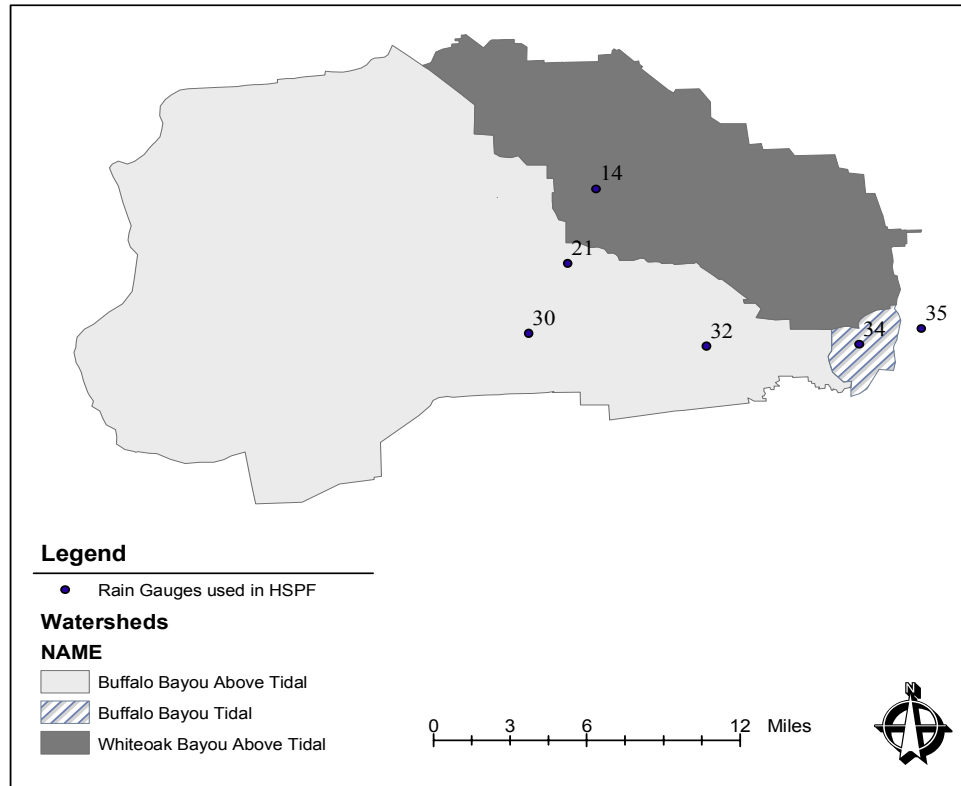 14
21
30
32
34
35
Legend
Rain Gauges used in HSPF
Watersheds
NAME
Buffalo Bayou Above Tidal
Buffalo Bayou Tidal
Whiteoak Bayou Above Tidal
0 3 6 12 Miles
N